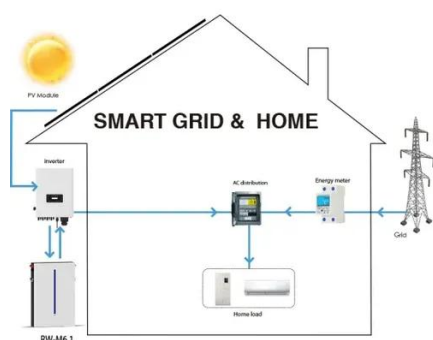 PV Module
SMART GRID & HOME
Inverter
AC distribution
Energy meter
Grid
Home load
RW-M6.1